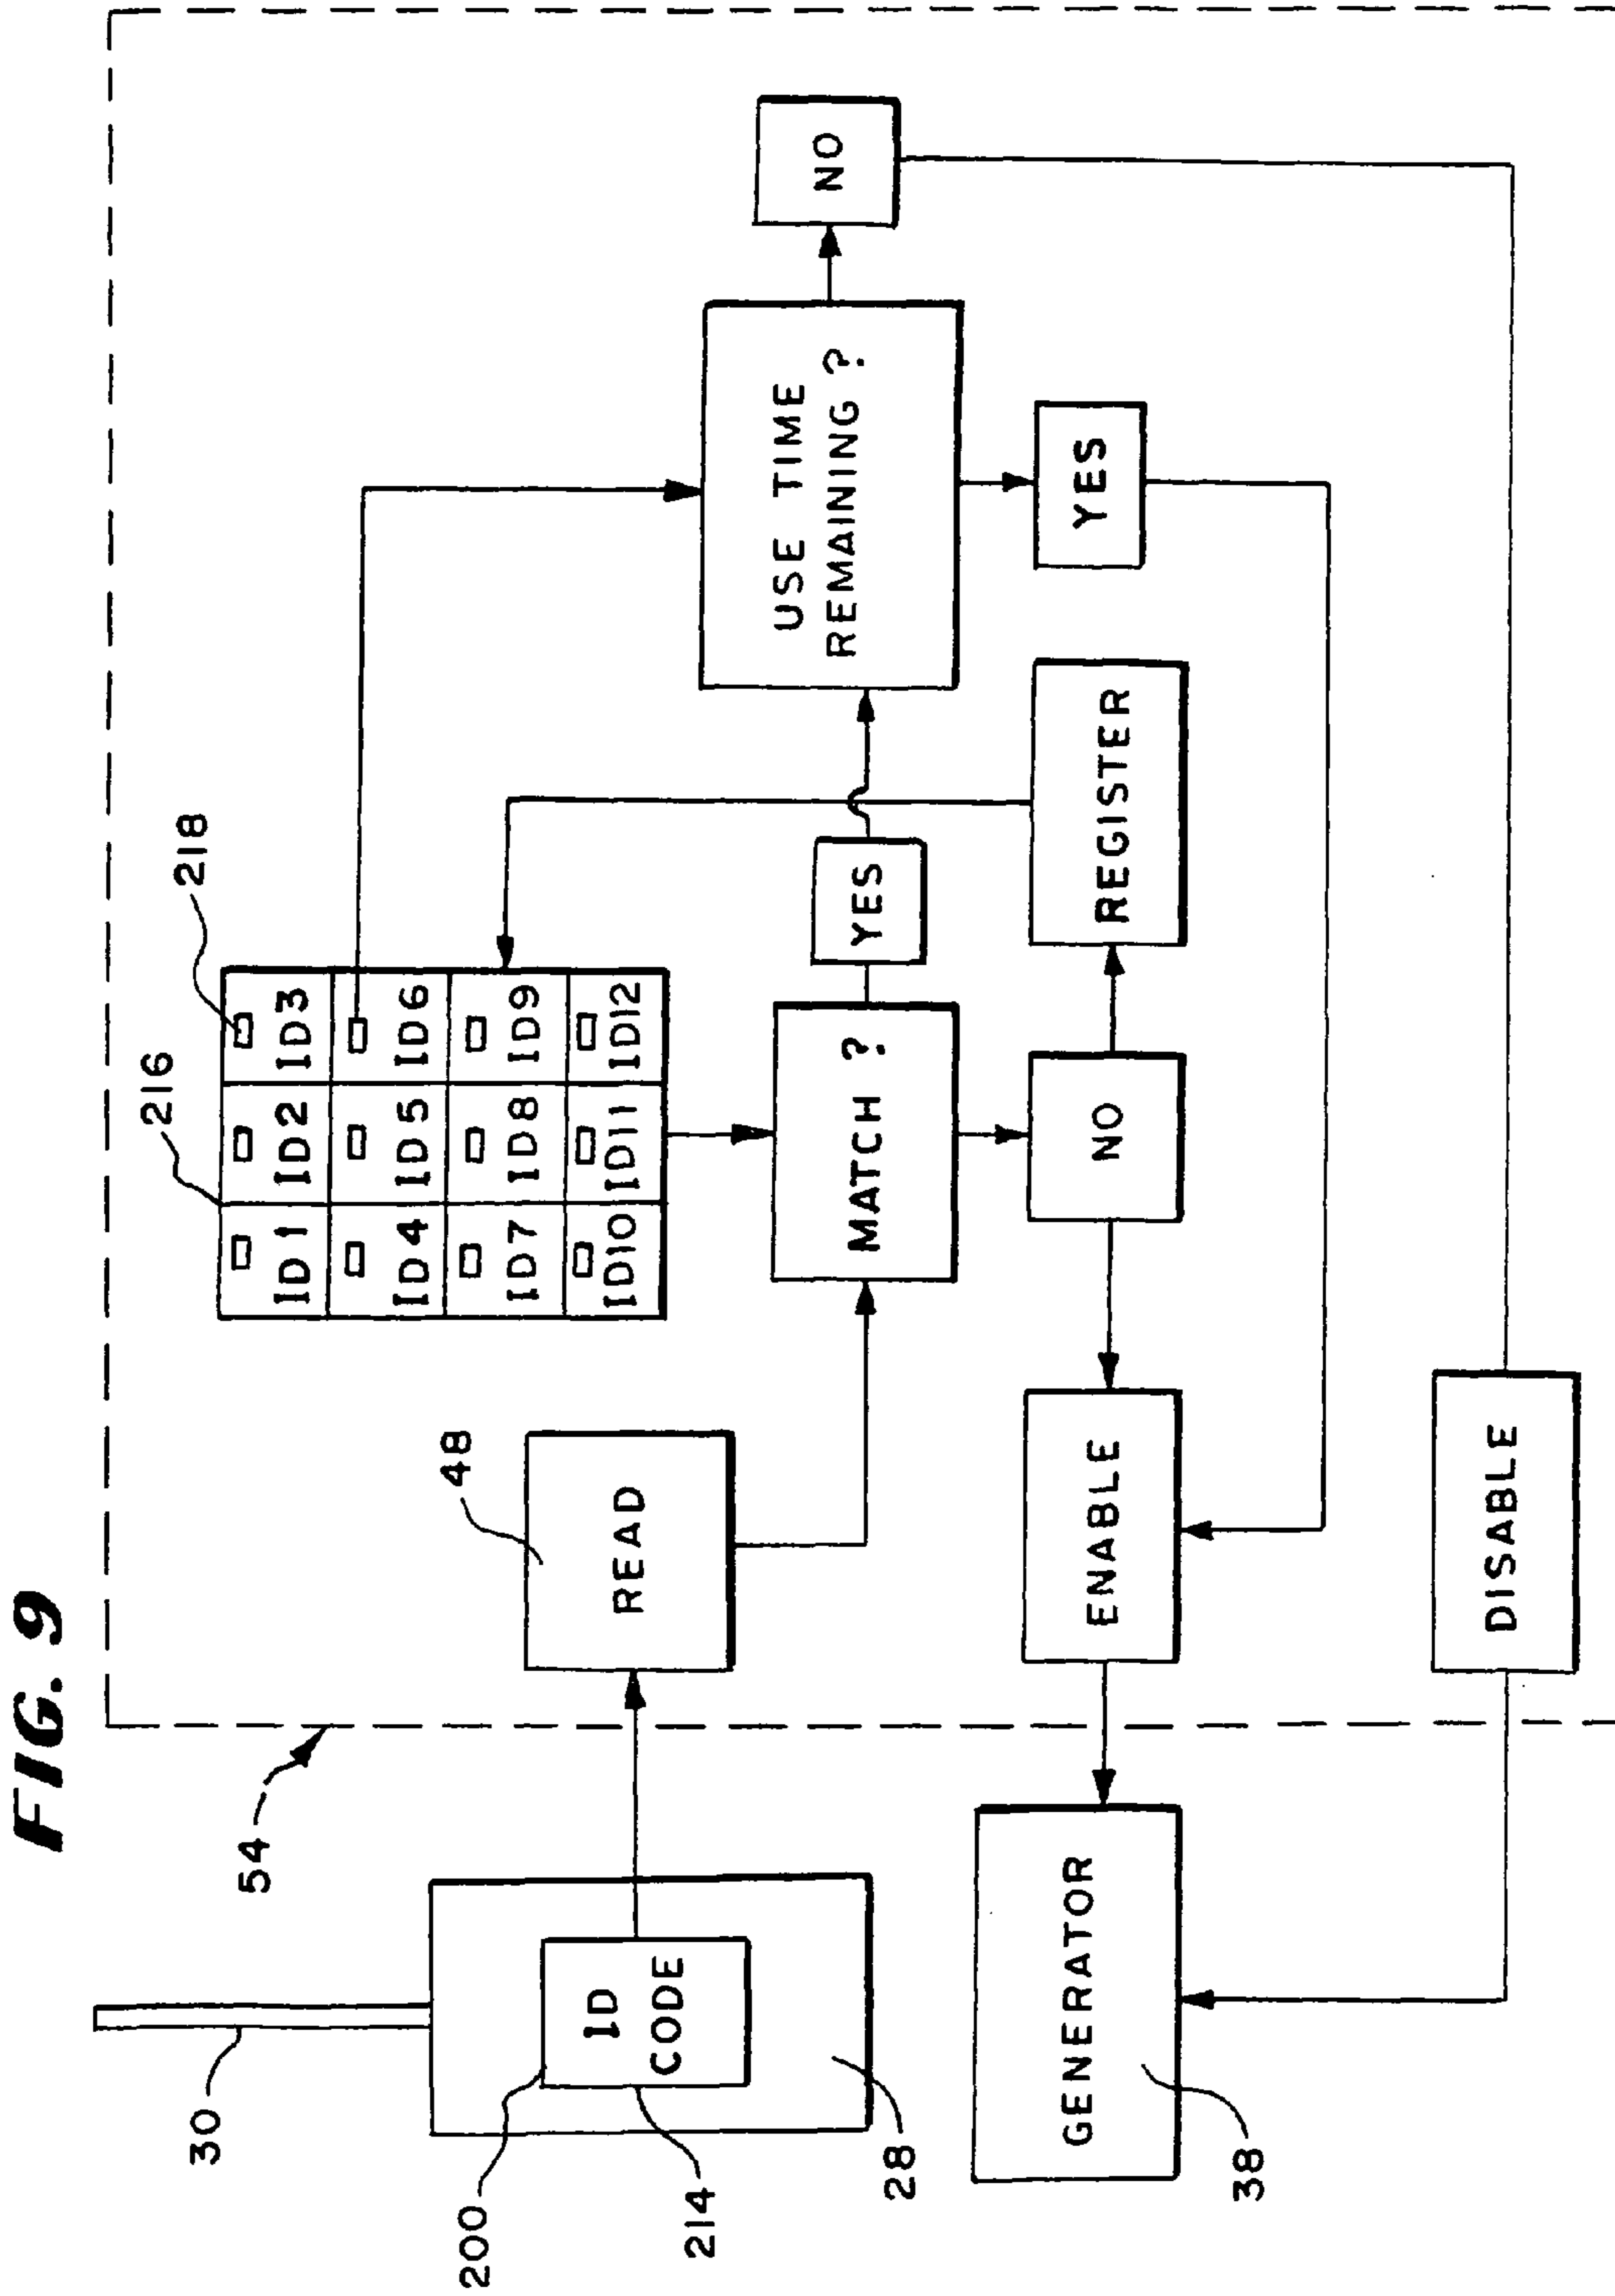 FIG. 9
54
30
200
214
28
ID
CODE
48
READ
216
218
ID1 ID2 ID3
ID4 ID5 ID6
ID7 ID8 ID9
ID10 ID11 ID12
MATCH ?
YES
USE TIME
REMAINING ?
NO
YES
REGISTER
NO
ENABLE
GENERATOR
38
DISABLE